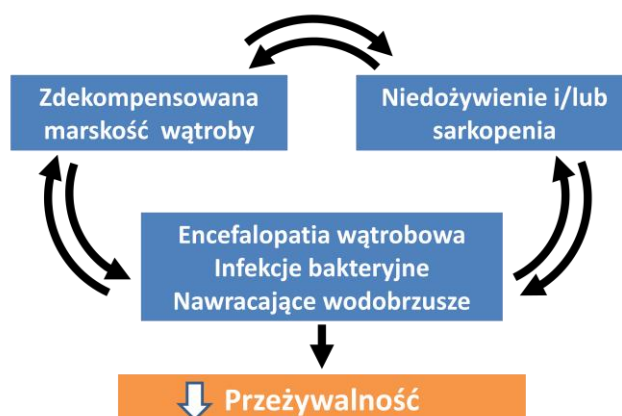 Zdekompensowana
marskość wątroby
Niedożywienie i/lub
sarkopenia
Encefalopatia wątrobowa
Infekcje bakteryjne
Nawracające wodobrzusze
Przeżywalność